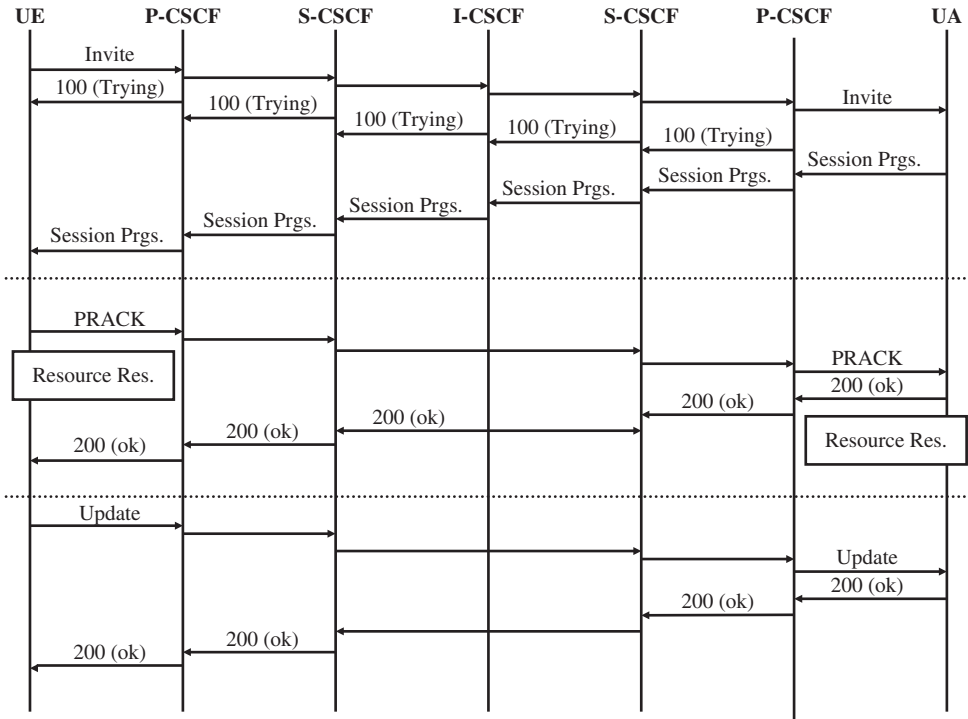 UE P-CSCF S-CSCF I-CSCF S-CSCF P-CSCF UA
Invite
100 (Trying)
100 (Trying)
Invite
100 (Trying)
100 (Trying)
100 (Trying)
Session Prgs.
Session Prgs.
Session Prgs.
Session Prgs.
Session Prgs.
Session Prgs.
PRACK
PRACK
Resource Res.
200 (ok)
200 (ok)
200 (ok)
200 (ok)
200 (ok)
Resource Res.
Update
Update
200 (ok)
200 (ok)
200 (ok)
200 (ok)